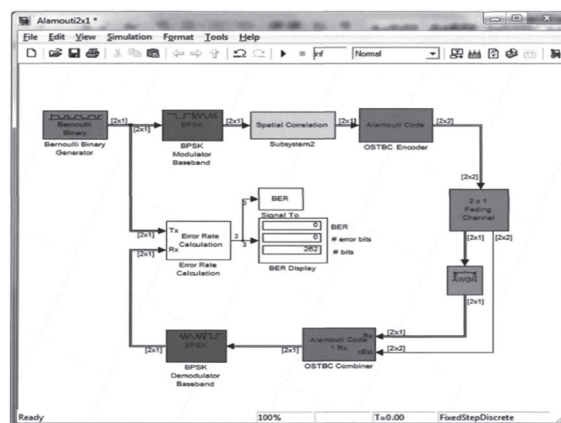 Alamouti2x1 *
File Edit View Simulation Format Tools Help
inf Normal
[2x1] [2x1] [2x1] [2x1] [2x2]
Bernoulli Binary
BPSK
Spatial Correlation
Alamouti Code
Bernoulli Binary Generator
BPSK Modulator Baseband
Subsystem2
OSTBC Encoder
[2x2]
2 x 1 Fading Channel
[2x1] [2x2]
BER
Signal To
[2x1]
Tx
Rx
Error Rate Calculation
3
3
3
0 BER
0 # error bits
262 # bits
[2x1]
Error Rate Calculation
BER Display
AWGN
[2x1]
BPSK
Alamouti Code 1 Rx
Rx
cEst
[2x1]
[2x2]
[2x1] [2x1]
BPSK Demodulator Baseband
OSTBC Combiner
Ready 100% T=0.00 FixedStepDiscrete